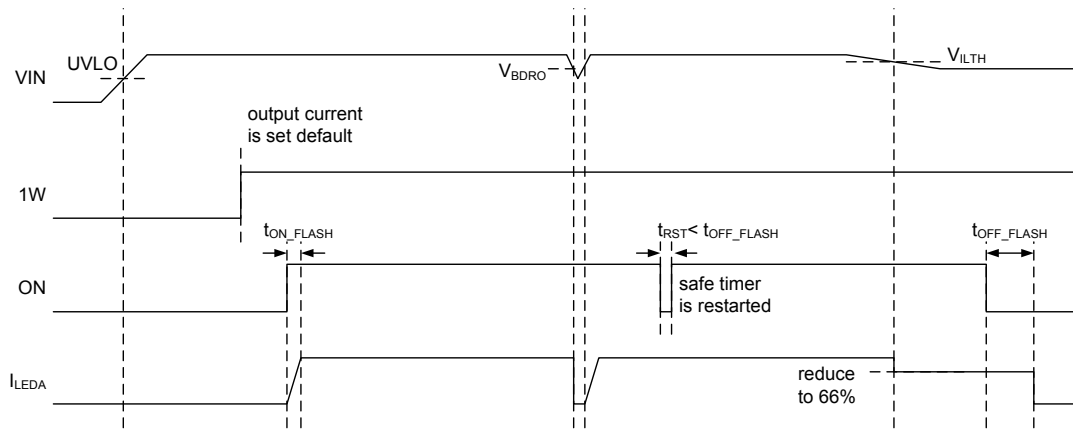 UVLO
VIN
VBDRO
VILTH
output current
is set default
1W
tON_FLASH
tRST< tOFF_FLASH
tOFF_FLASH
ON
safe timer
is restarted
ILEDA
reduce
to 66%